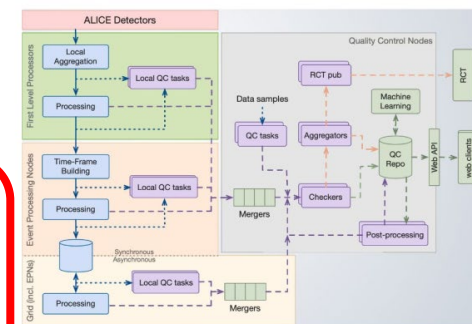 ALICE Detectors
First Level Processors
Local
Aggregation
Local QC tasks
Processing
Event Processing Nodes
Time-Frame
Building
Local QC tasks
Processing
Synchronous
Asynchronous
Grid (incl. EPNs)
Local QC tasks
Processing
Mergers
Mergers
Quality Control Nodes
RCT pub
RCT
Data samples
QC tasks
Aggregators
Machine
Learning
QC
Repo
Web API
web clients
Checkers
Post-processing